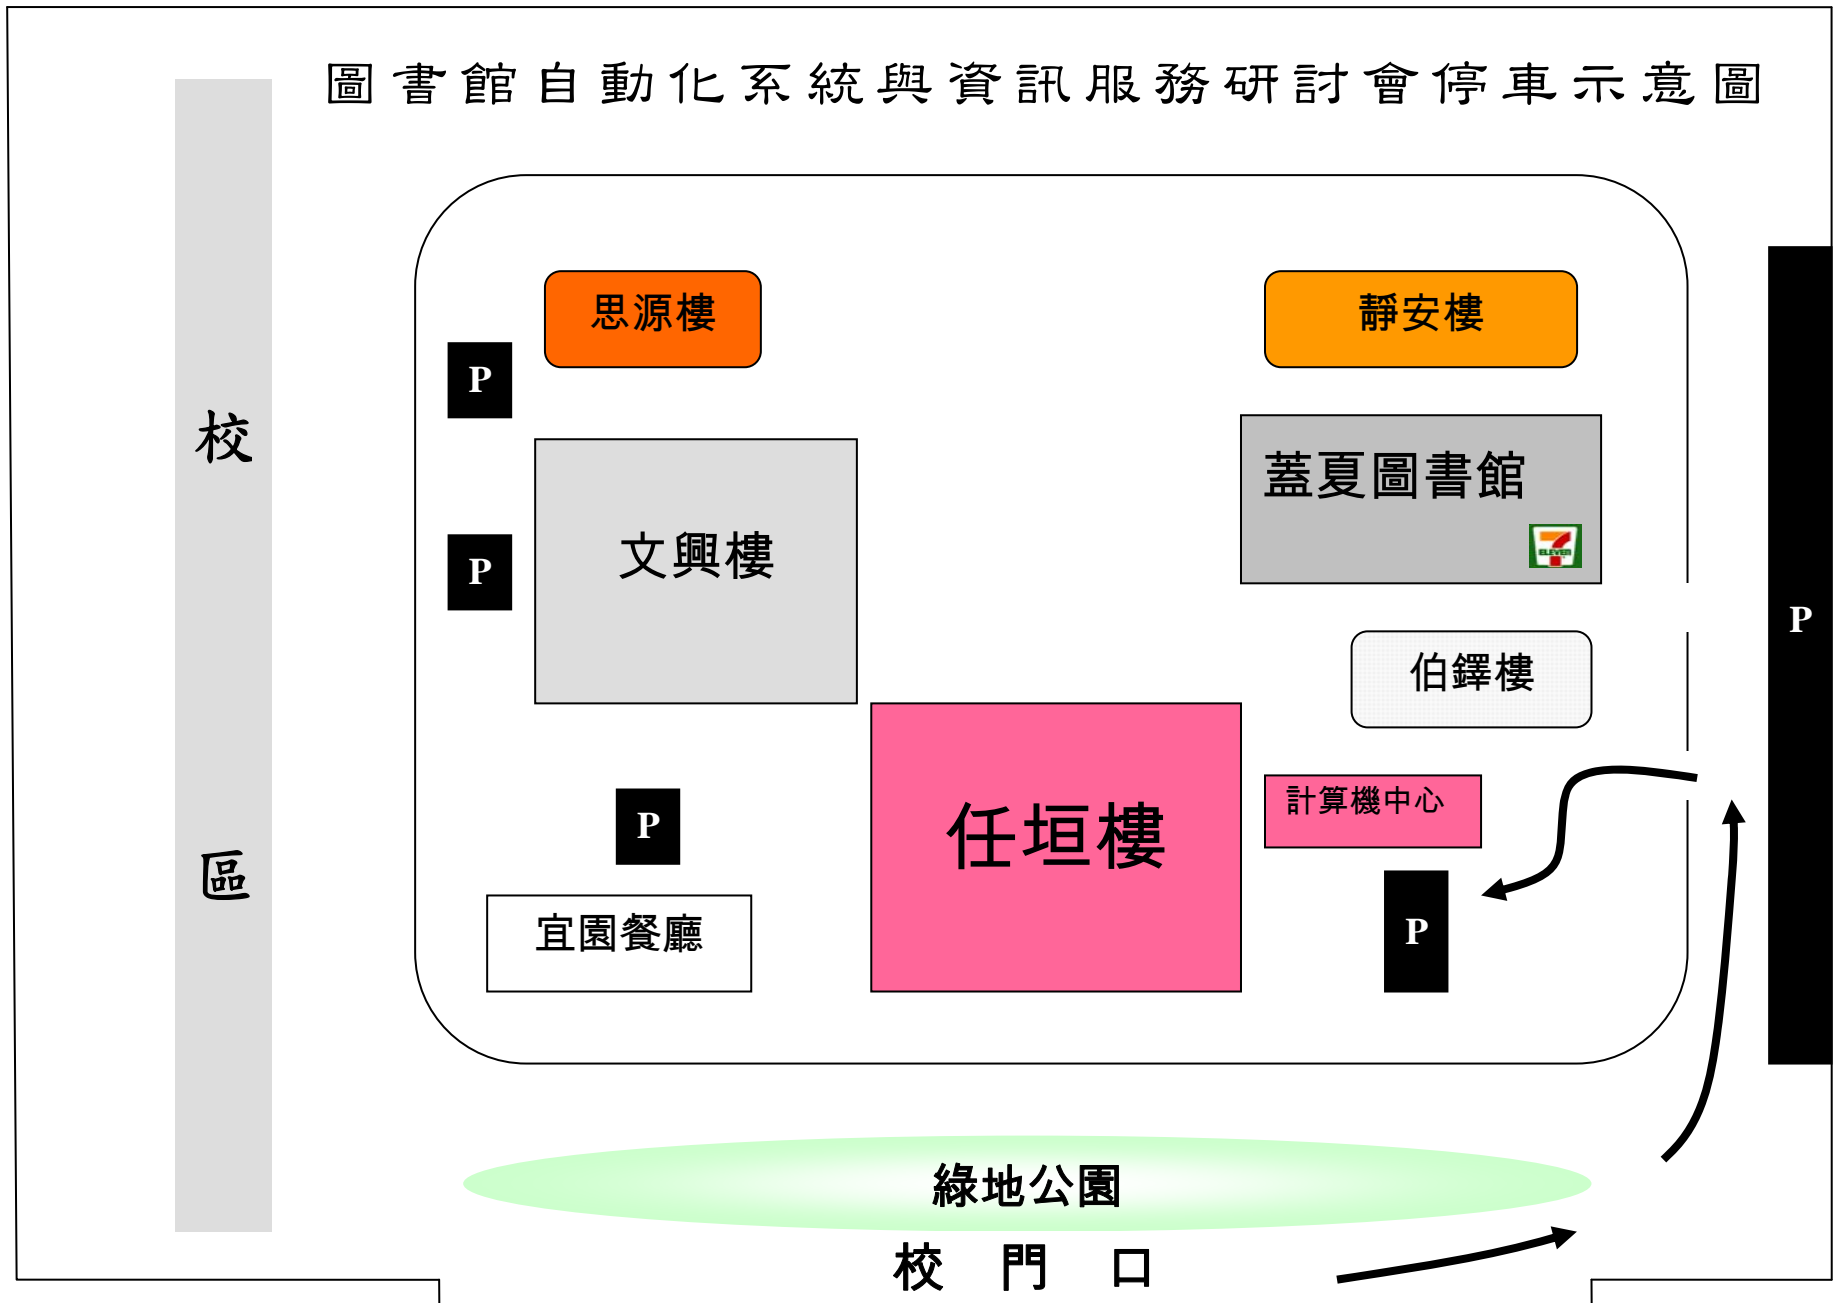 圖書館自動化系統與資訊服務研討會停車示意圖
思源樓
靜安樓
P
校
蓋夏圖書館
7
ELEVEN
文興樓
P
P
伯鐸樓
計算機中心
P
任垣樓
區
宜園餐廳
P
綠地公園
校門口